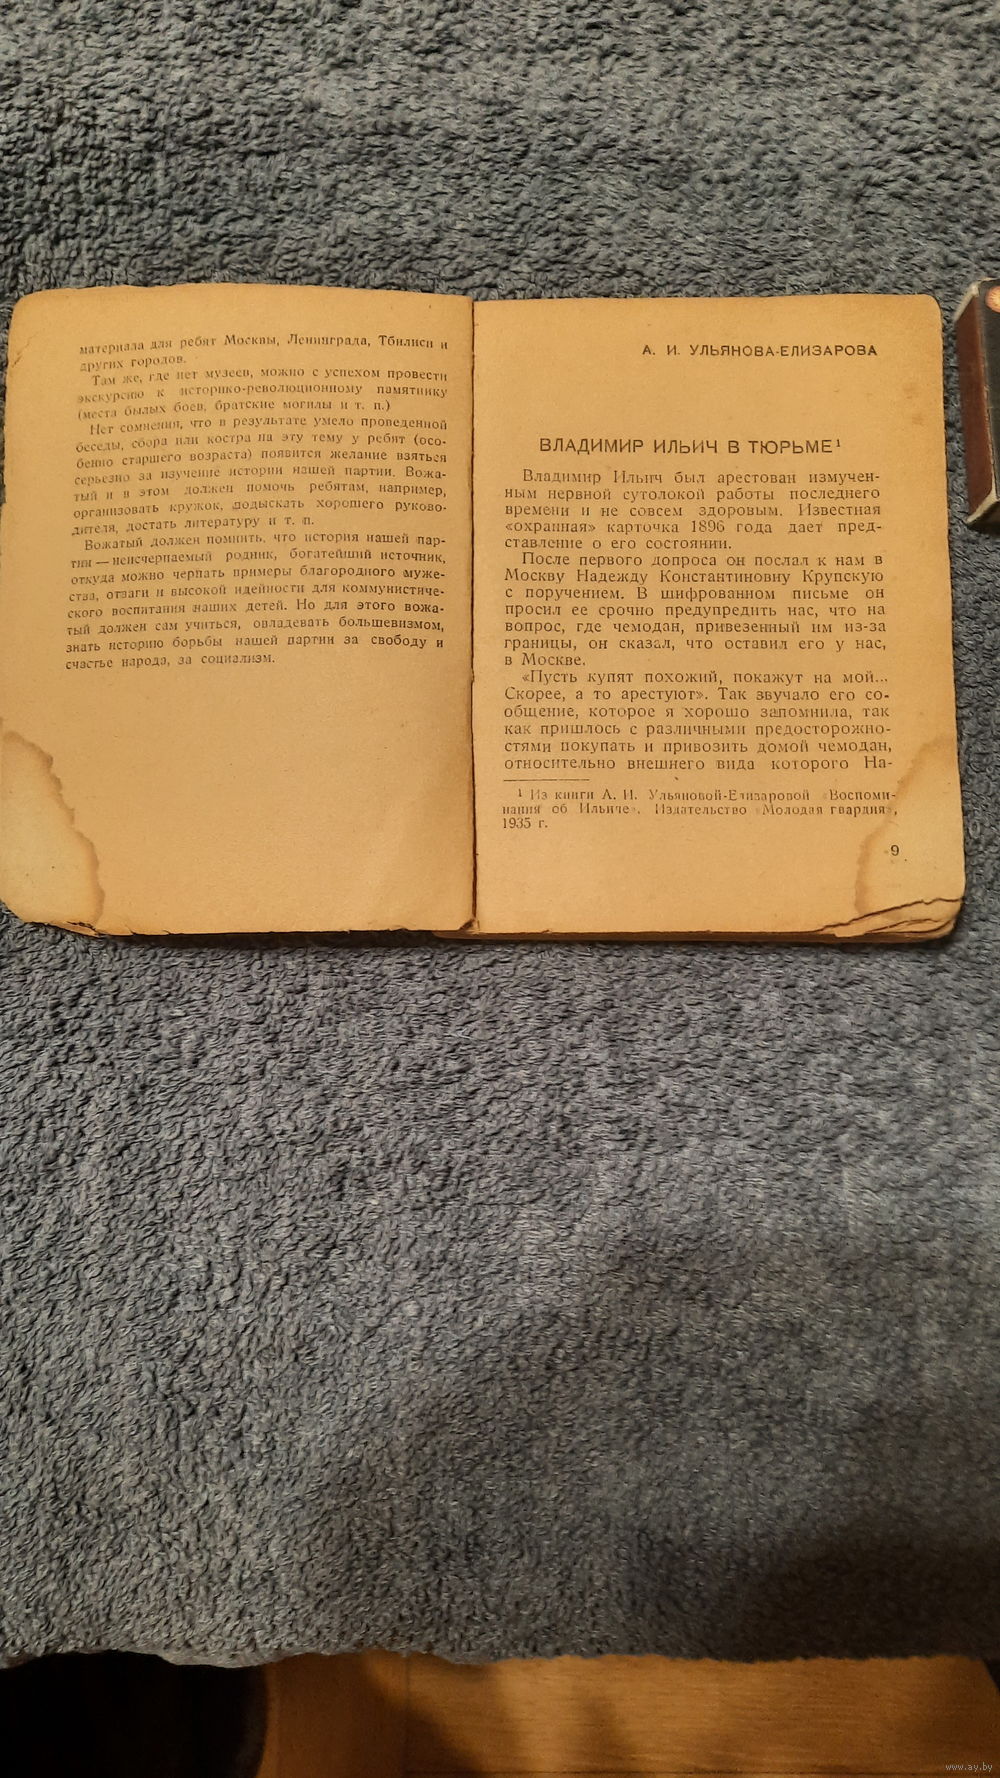 материала для ребят Москвы, Ленинграда, Тбилиси и
других городов.
Там же, где нет музеев, можно с успехом провести
экскурсию к историко-революционному памятнику
(места былых боев, братские могилы и т. п.)
Нет сомнения, что в результате умело проведенной
беседы, сбора или костра на эту тему у ребят (осо-
бенно старшего возраста) появится желание взяться
серьезно за изучение истории нашей партии. Вожа-
тый и в этом должен помочь ребятам, например,
организовать кружок, подыскать хорошего руково-
дителя, достать литературу и т. п.
Вожатый должен помнить, что история нашей пар-
тии — неисчерпаемый родник, богатейший источник,
откуда можно черпать примеры благородного муже-
ства, отваги и высокой идейности для коммунистиче-
ского воспитания наших детей. Но для этого вожа-
тый должен сам учиться, овладевать большевизмом,
знать историю борьбы нашей партии за свободу и
счастье народа, за социализм.
А. И. УЛЬЯНОВА-ЕЛИЗАРОВА
ВЛАДИМИР ИЛЬИЧ В ТЮРЬМЕ¹
Владимир Ильич был арестован измучен-
ным нервной сутолокой работы последнего
времени и не совсем здоровым. Известная
«охранная» карточка 1896 года дает пред-
ставление о его состоянии.
После первого допроса он послал к нам в
Москву Надежду Константиновну Крупскую
с поручением. В шифрованном письме он
просил ее срочно предупредить нас, что на
вопрос, где чемодан, привезенный им из-за
границы, он сказал, что оставил его у нас,
в Москве.
«Пусть купят похожий, покажут на мой...
Скорее, а то арестуют». Так звучало его со-
общение, которое я хорошо запомнила, так
как пришлось с различными предосторожно-
стями покупать и привозить домой чемодан,
относительно внешнего вида которого На-
¹ Из книги А. И. Ульяновой-Елизаровой «Воспоми-
нания об Ильиче». Издательство «Молодая гвардия»,
1935 г.
9
www.ay.by